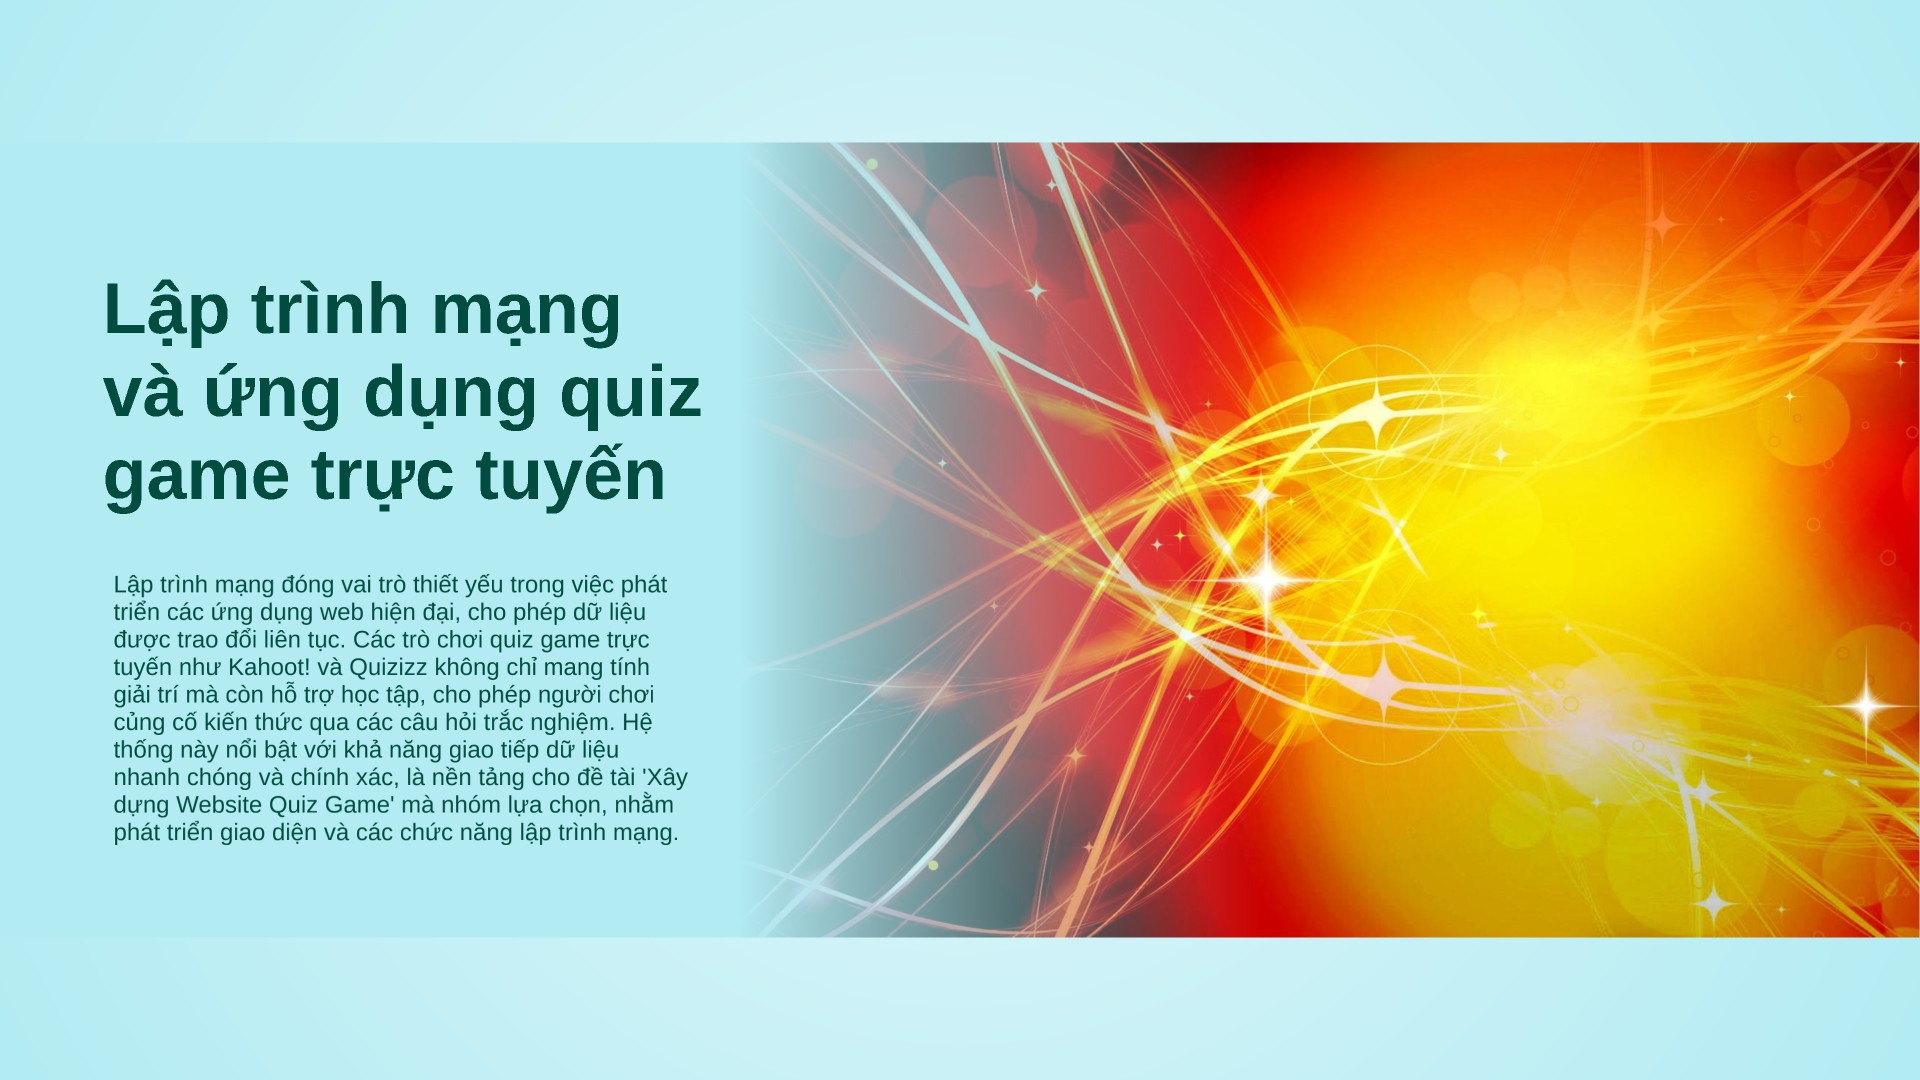 Lập trình mạng
và ứng dụng quiz
game trực tuyến
Lập trình mạng đóng vai trò thiết yếu trong việc phát
triển các ứng dụng web hiện đại, cho phép dữ liệu
được trao đổi liên tục. Các trò chơi quiz game trực
tuyến như Kahoot! và Quizizz không chỉ mang tính
giải trí mà còn hỗ trợ học tập, cho phép người chơi
củng cố kiến thức qua các câu hỏi trắc nghiệm. Hệ
thống này nổi bật với khả năng giao tiếp dữ liệu
nhanh chóng và chính xác, là nền tảng cho đề tài 'Xây
dựng Website Quiz Game' mà nhóm lựa chọn, nhằm
phát triển giao diện và các chức năng lập trình mạng.